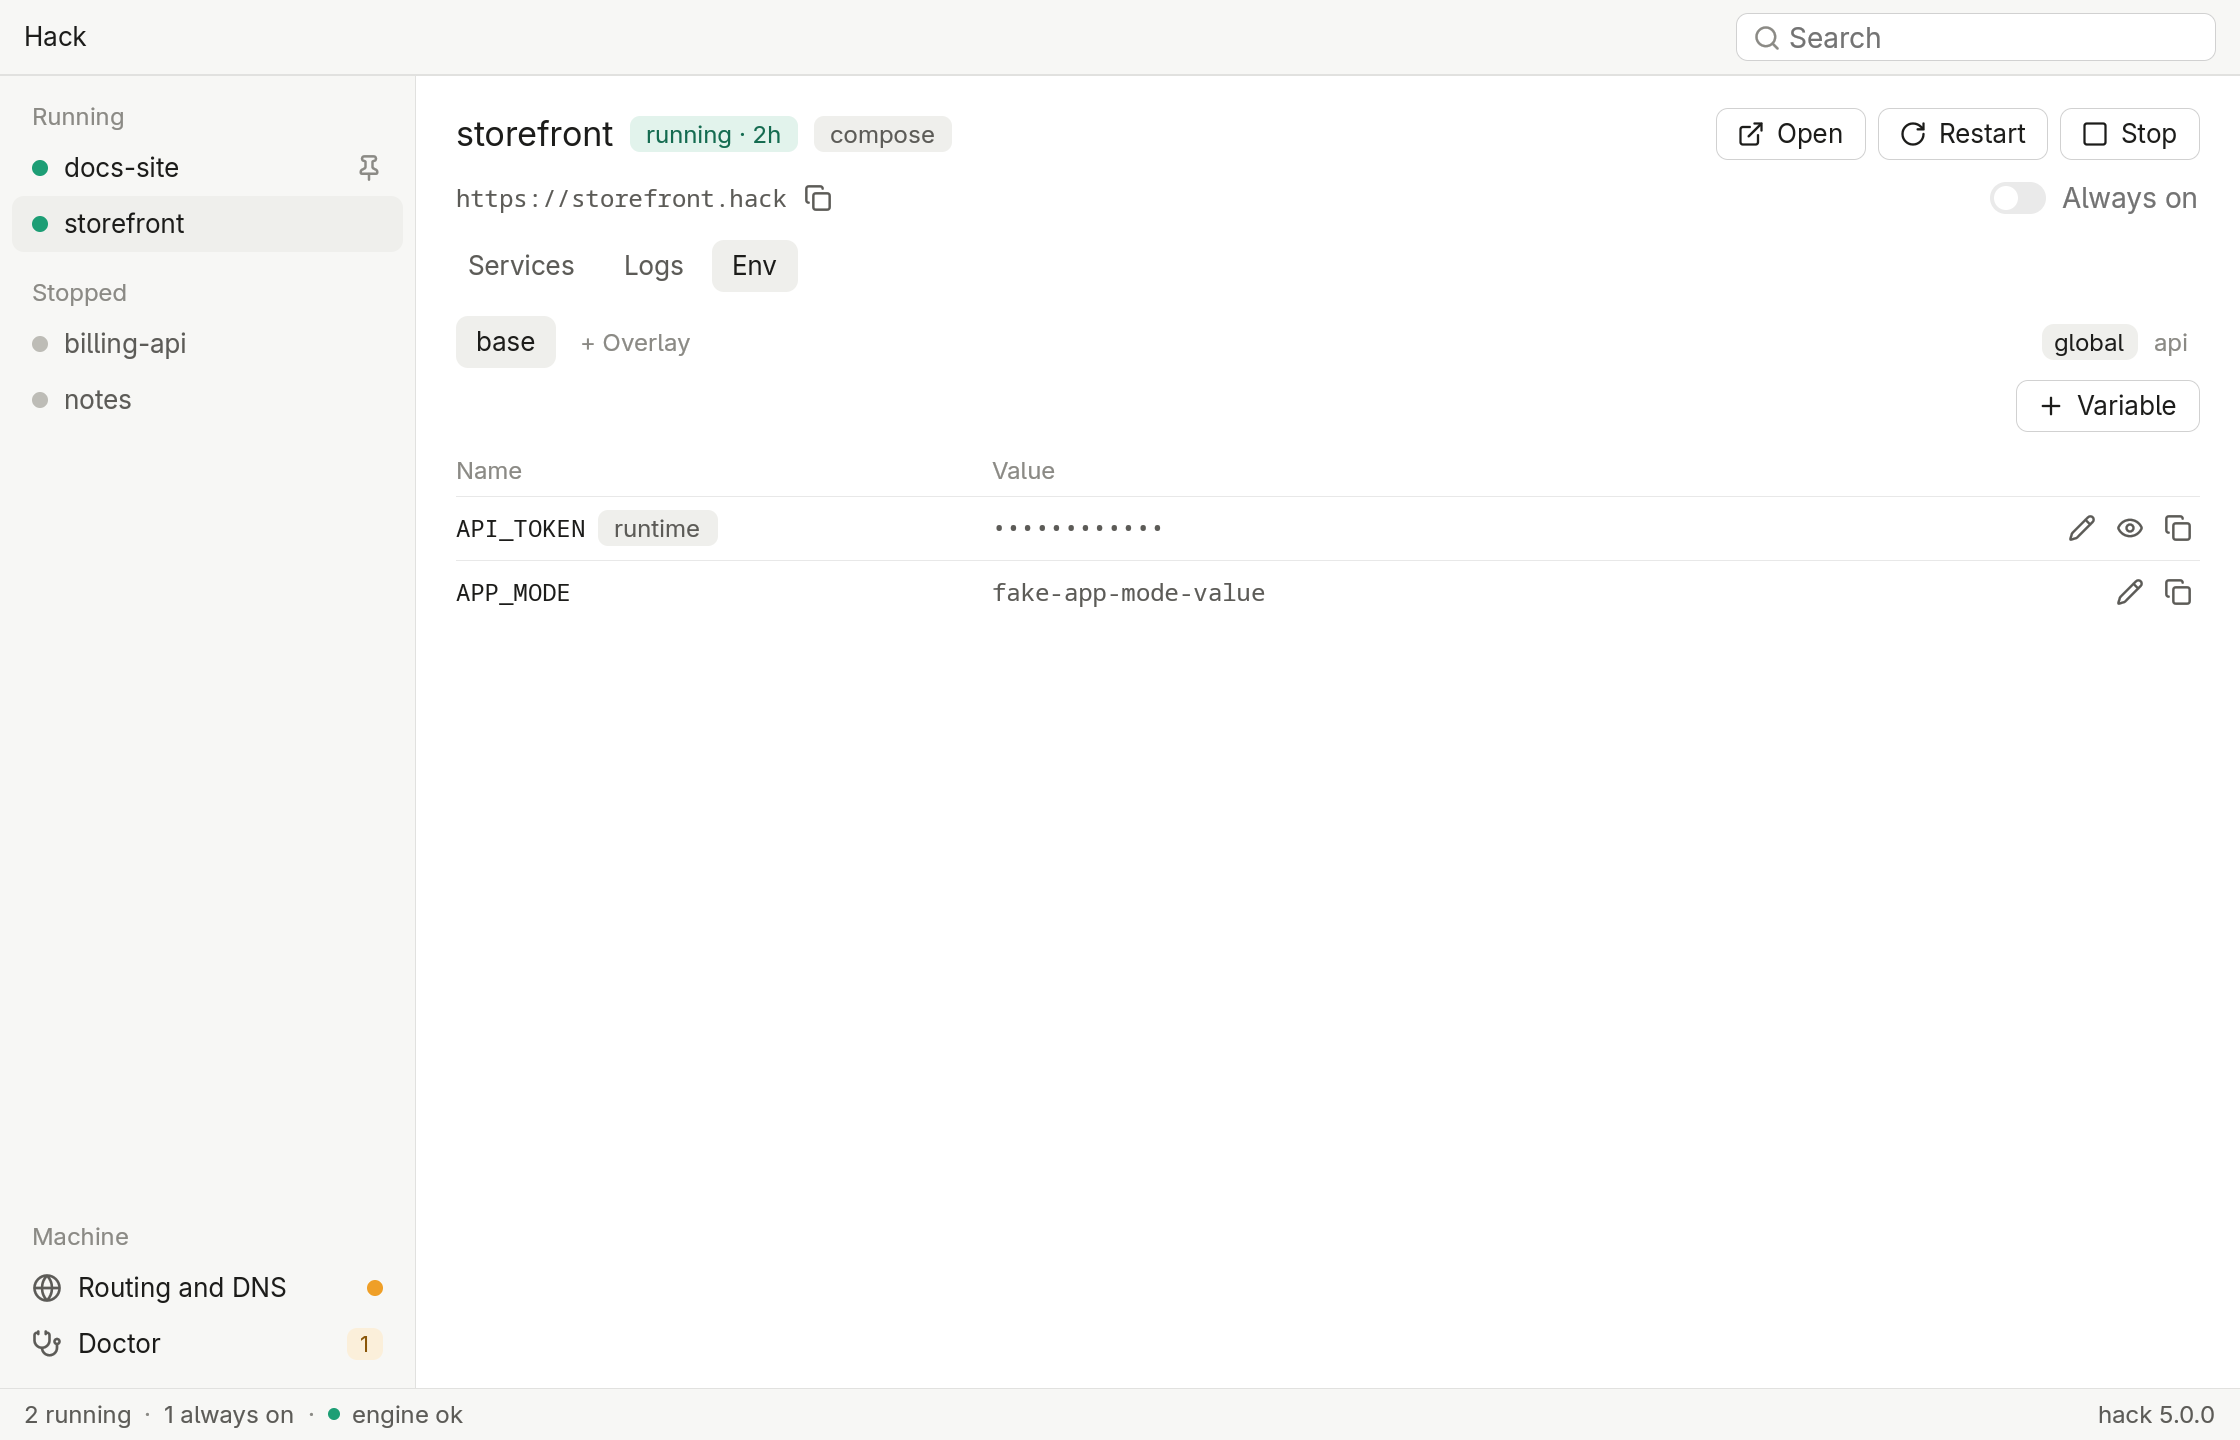 Hack
Search
Running
docs-site
storefront
Stopped
billing-api
notes
Machine
Routing and DNS
Doctor 1
storefront running · 2h compose
Open Restart Stop
https://storefront.hack
Always on
Services Logs Env
base + Overlay
global api
+ Variable
Name Value
API_TOKEN runtime ••••••••••••
APP_MODE fake-app-mode-value
2 running · 1 always on · engine ok
hack 5.0.0